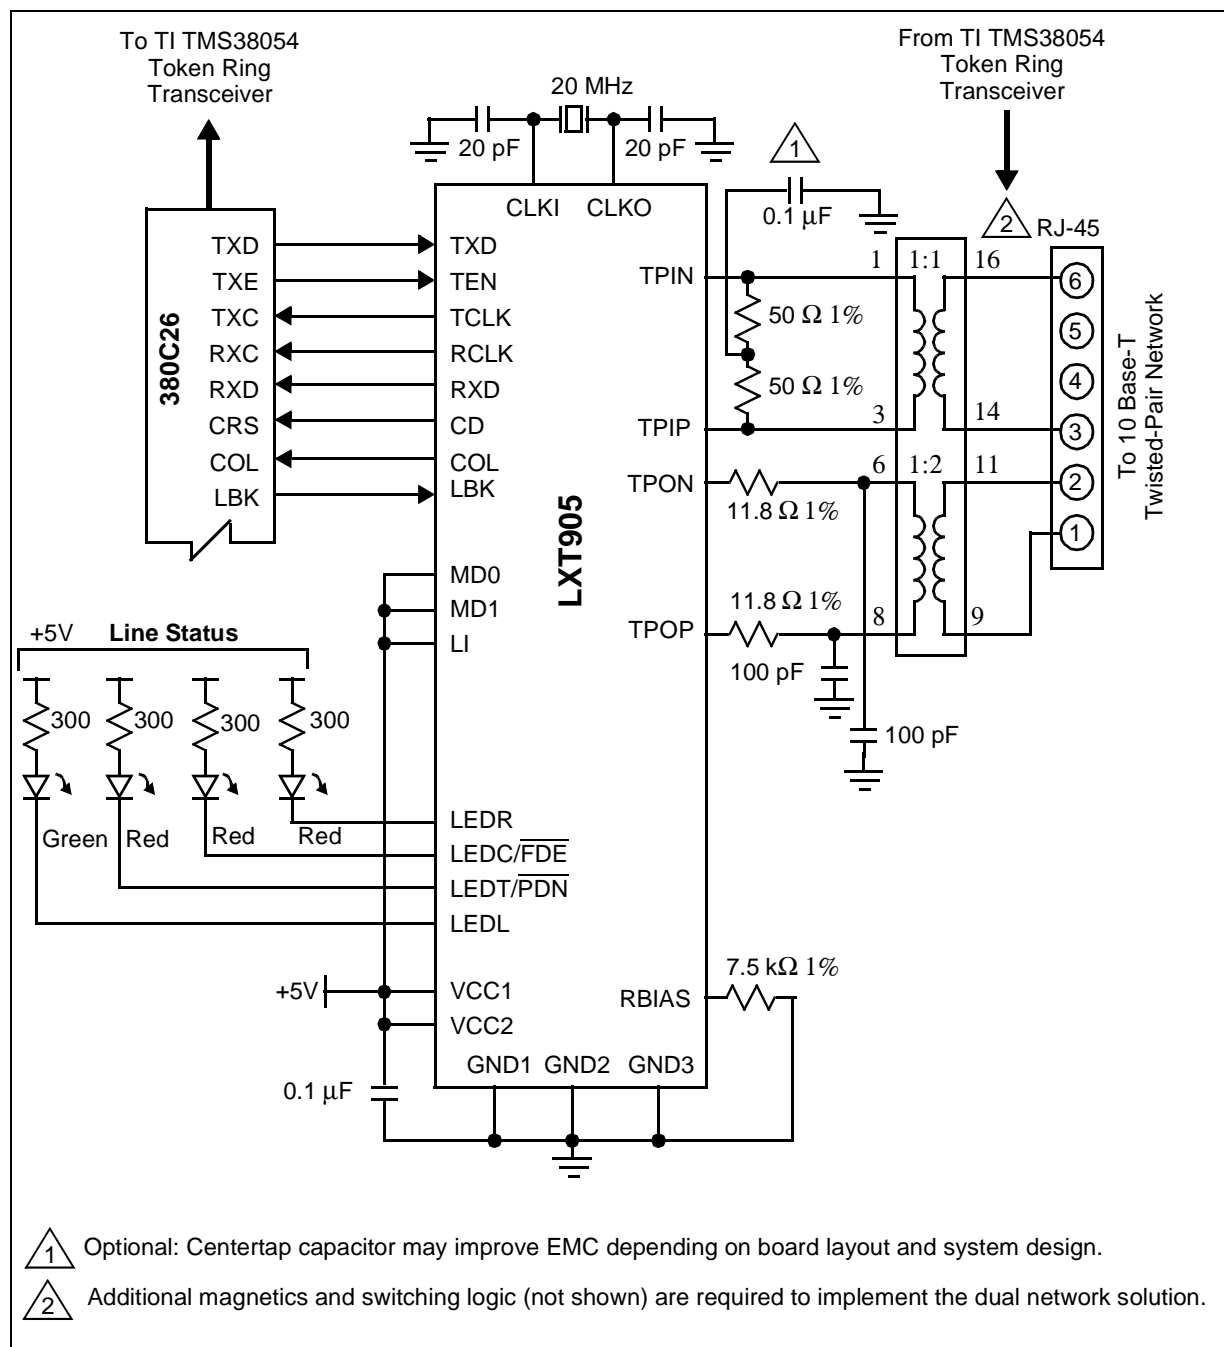 To TI TMS38054
Token Ring
Transceiver
From TI TMS38054
Token Ring
Transceiver
20 MHz
20 pF
20 pF
1
0.1 μF
2
RJ-45
CLKI
CLKO
380C26
TXD
TXE
TXC
RXC
RXD
CRS
COL
LBK
LXT905
TXD
TEN
TCLK
RCLK
RXD
CD
COL
LBK
MD0
MD1
LI
LEDR
LEDC/FDE
LEDT/PDN
LEDL
VCC1
VCC2
GND1
GND2
GND3
TPIN
TPIP
TPON
TPOP
RBIAS
50 Ω 1%
50 Ω 1%
11.8 Ω 1%
11.8 Ω 1%
100 pF
100 pF
7.5 kΩ 1%
1
1:1
16
3
14
6
1:2
11
8
9
6
5
4
3
2
1
To 10 Base-T
Twisted-Pair Network
+5V
Line Status
300
300
300
300
Green
Red
Red
Red
+5V
0.1 μF
1
Optional: Centertap capacitor may improve EMC depending on board layout and system design.
2
Additional magnetics and switching logic (not shown) are required to implement the dual network solution.